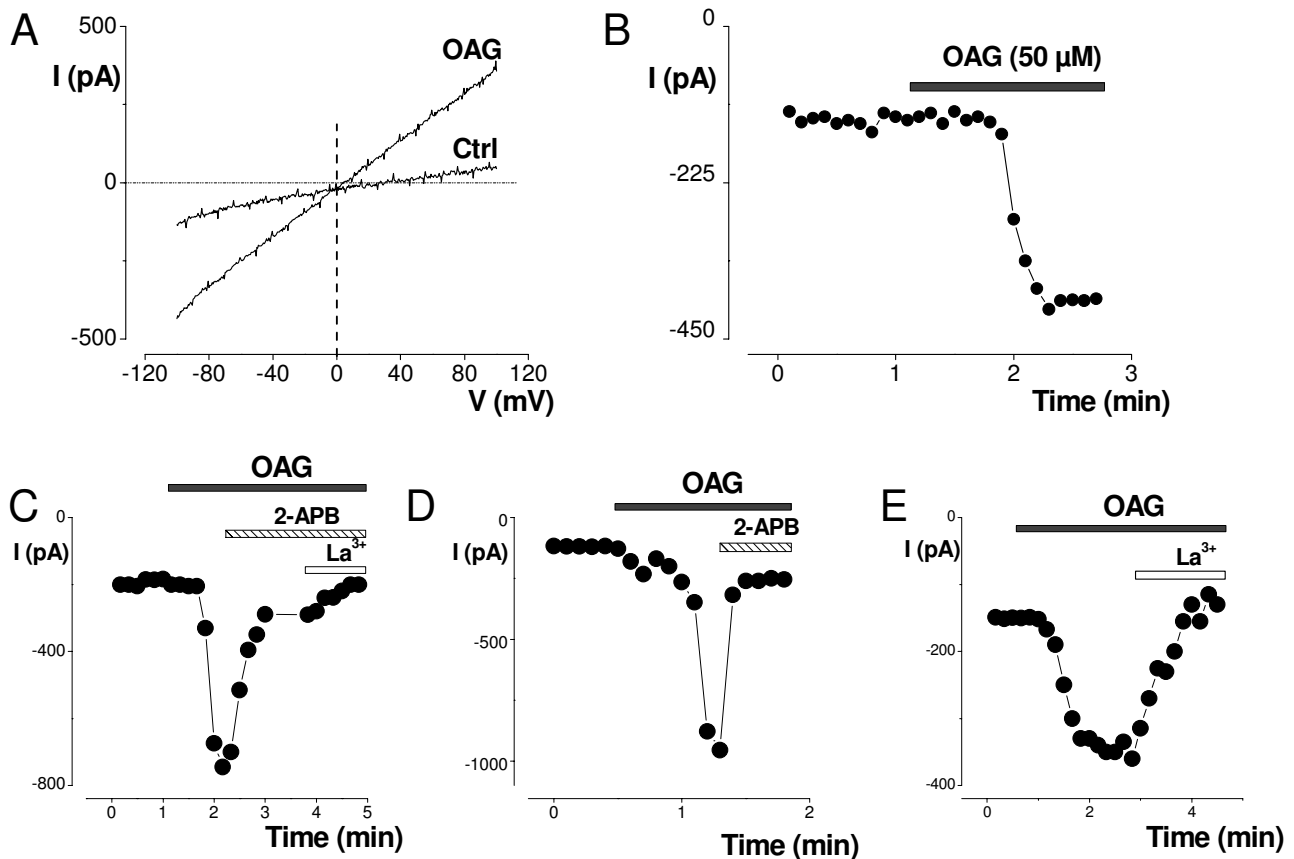 A
500
I (pA)
0
-500
OAG
Ctrl
-120 -80 -40 0 40 80 120
V (mV)
B
0
I (pA)
-225
-450
OAG (50 µM)
0 1 2 3
Time (min)
C
OAG
2-APB
La³⁺
0
I (pA)
-400
-800
0 1 2 3 4 5
Time (min)
D
OAG
2-APB
0
I (pA)
-500
-1000
0 1 2
Time (min)
E
OAG
La³⁺
0
I (pA)
-200
-400
0 2 4
Time (min)